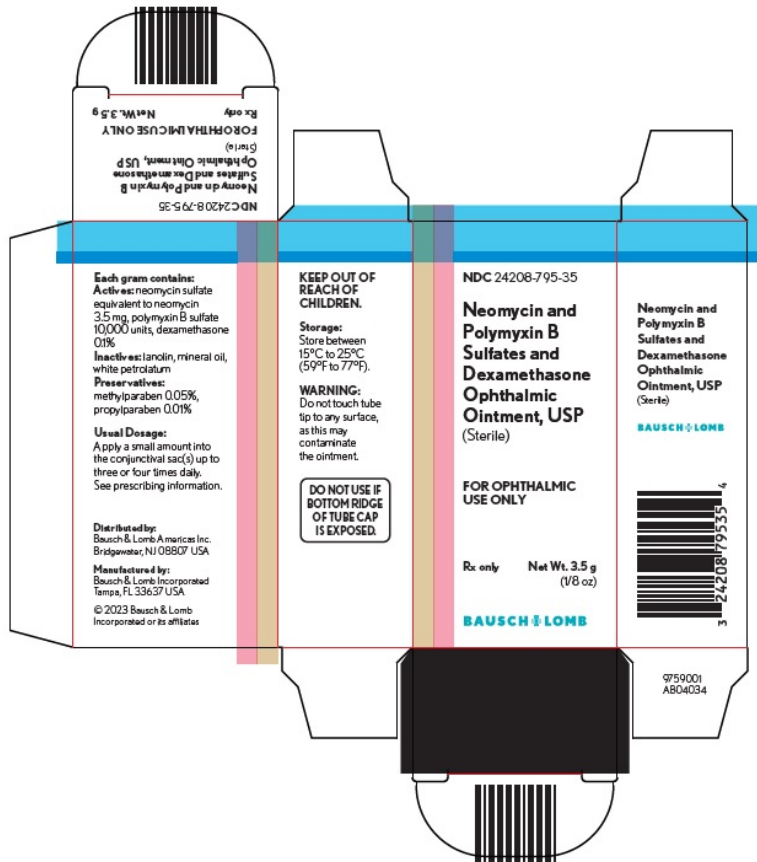 Rx only Net Wt. 3.5 g
FOR OPHTHALMIC USE ONLY
(Sterile)
Ophthalmic Ointment, USP
Sulfates and Dexamethasone
Neomycin and Polymyxin B
NDC 24208-795-35
Each gram contains:
Actives: neomycin sulfate
equivalent to neomycin
3.5 mg, polymyxin B sulfate
10,000 units, dexamethasone
0.1%
Inactives: lanolin, mineral oil,
white petrolatum
Preservatives:
methylparaben 0.05%,
propylparaben 0.01%
Usual Dosage:
Apply a small amount into
the conjunctival sac(s) up to
three or four times daily.
See prescribing information.
Distributed by:
Bausch & Lomb Americas Inc.
Bridgewater, NJ 08807 USA
Manufactured by:
Bausch & Lomb Incorporated
Tampa, FL 33637 USA
© 2023 Bausch & Lomb
Incorporated or its affiliates
KEEP OUT OF
REACH OF
CHILDREN.
Storage:
Store between
15°C to 25°C
(59°F to 77°F).
WARNING:
Do not touch tube
tip to any surface,
as this may
contaminate
the ointment.
DO NOT USE IF
BOTTOM RIDGE
OF TUBE CAP
IS EXPOSED.
NDC 24208-795-35
Neomycin and
Polymyxin B
Sulfates and
Dexamethasone
Ophthalmic
Ointment, USP
(Sterile)
FOR OPHTHALMIC
USE ONLY
Rx only Net Wt. 3.5 g
(1/8 oz)
BAUSCH + LOMB
Neomycin and
Polymyxin B
Sulfates and
Dexamethasone
Ophthalmic
Ointment, USP
(Sterile)
BAUSCH + LOMB
3 24208 79535 4
9759001
AB04034